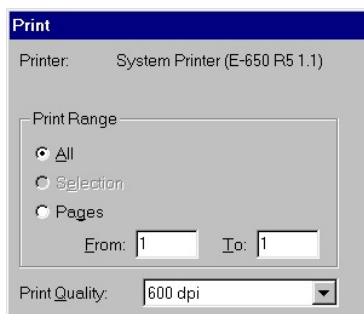 Print
Printer: System Printer (E-650 R5 1.1)
Print Range
All
Selection
Pages
From: 1 To: 1
Print Quality: 600 dpi